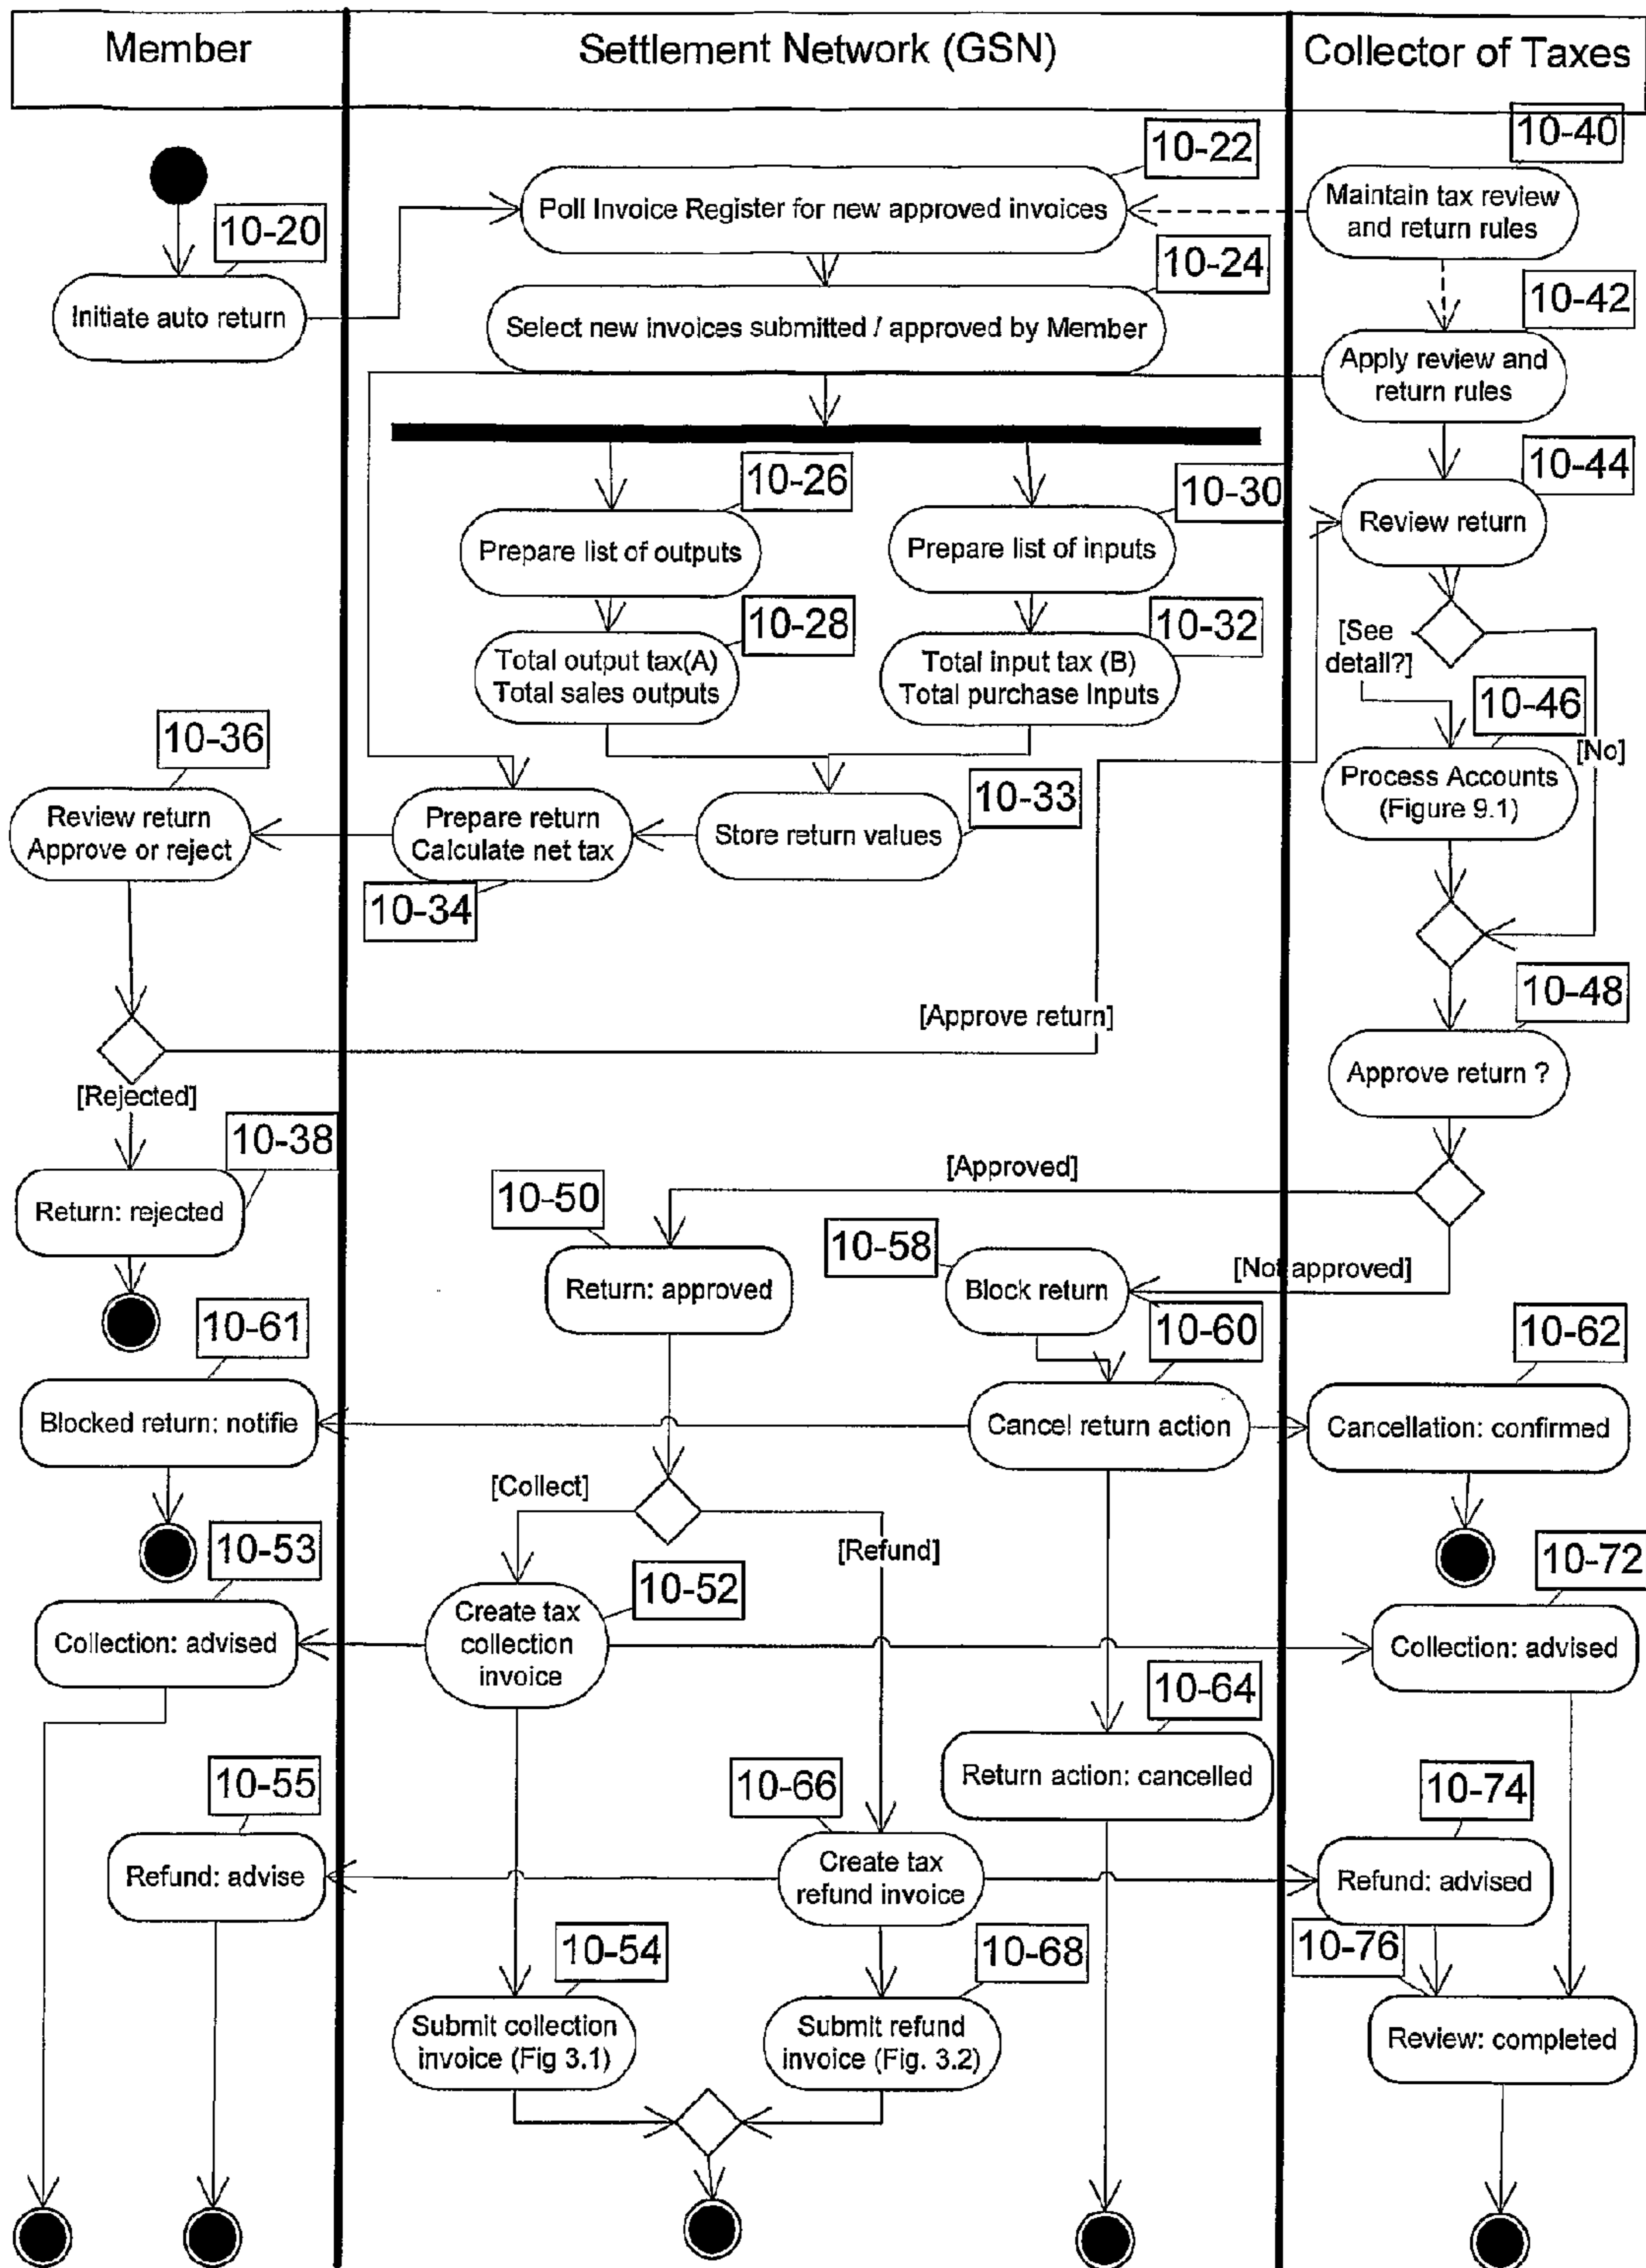 Member
Settlement Network (GSN)
Collector of Taxes
10-40
10-22
Poll Invoice Register for new approved invoices
Maintain tax review
and return rules
10-20
Initiate auto return
10-24
Select new invoices submitted / approved by Member
10-42
Apply review and
return rules
10-26
Prepare list of outputs
10-30
Prepare list of inputs
10-44
Review return
10-28
Total output tax(A)
Total sales outputs
10-32
Total input tax (B)
Total purchase Inputs
[See
detail?]
10-46
[No]
Process Accounts
(Figure 9.1)
10-36
Review return
Approve or reject
Prepare return
Calculate net tax
10-34
10-33
Store return values
10-48
Approve return ?
[Approve return]
[Rejected]
10-38
Return: rejected
[Approved]
10-50
Return: approved
10-58
Block return
[Not approved]
10-61
Blocked return: notifie
10-60
Cancel return action
10-62
Cancellation: confirmed
[Collect]
[Refund]
10-53
Collection: advised
10-52
Create tax
collection
invoice
10-72
Collection: advised
10-64
Return action: cancelled
10-55
Refund: advise
10-66
Create tax
refund invoice
10-74
Refund: advised
10-54
Submit collection
invoice (Fig 3.1)
10-68
Submit refund
invoice (Fig. 3.2)
10-76
Review: completed